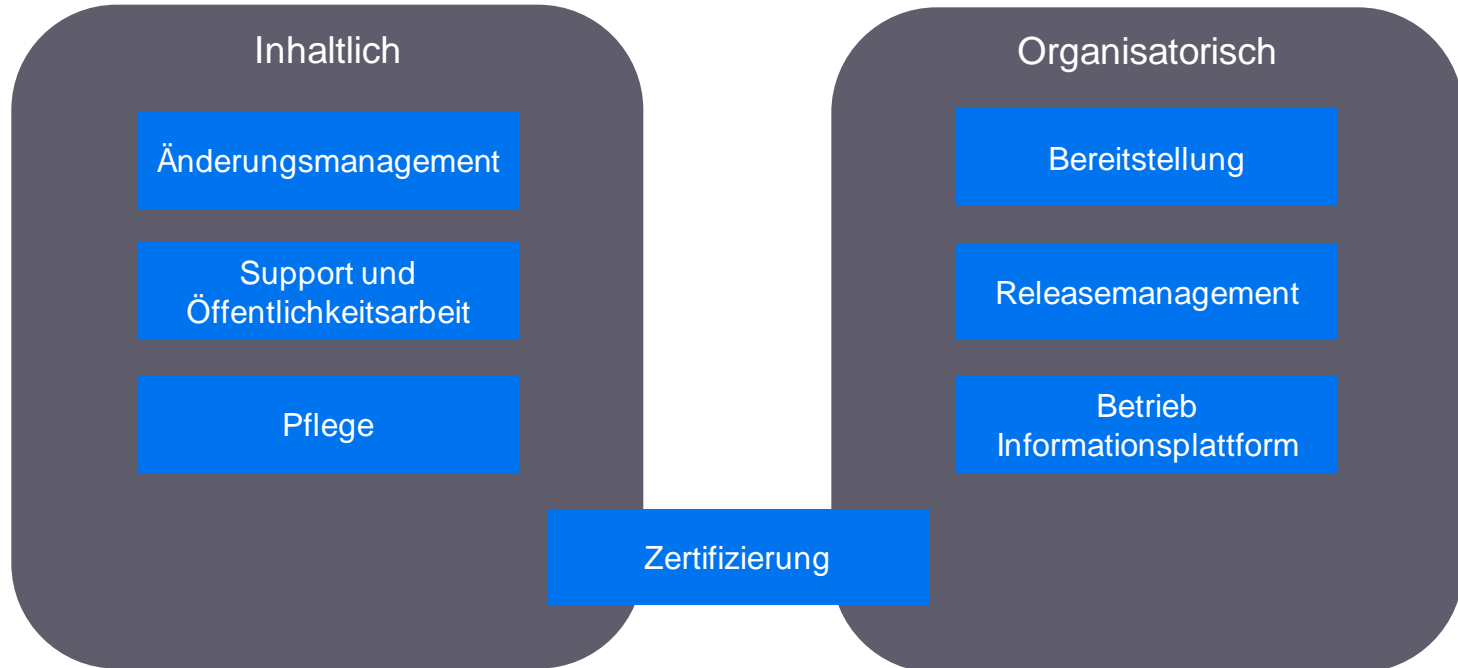 Inhaltlich
Änderungsmanagement
Support und
Öffentlichkeitsarbeit
Pflege
Organisatorisch
Bereitstellung
Releasemanagement
Betrieb
Informationsplattform
Zertifizierung